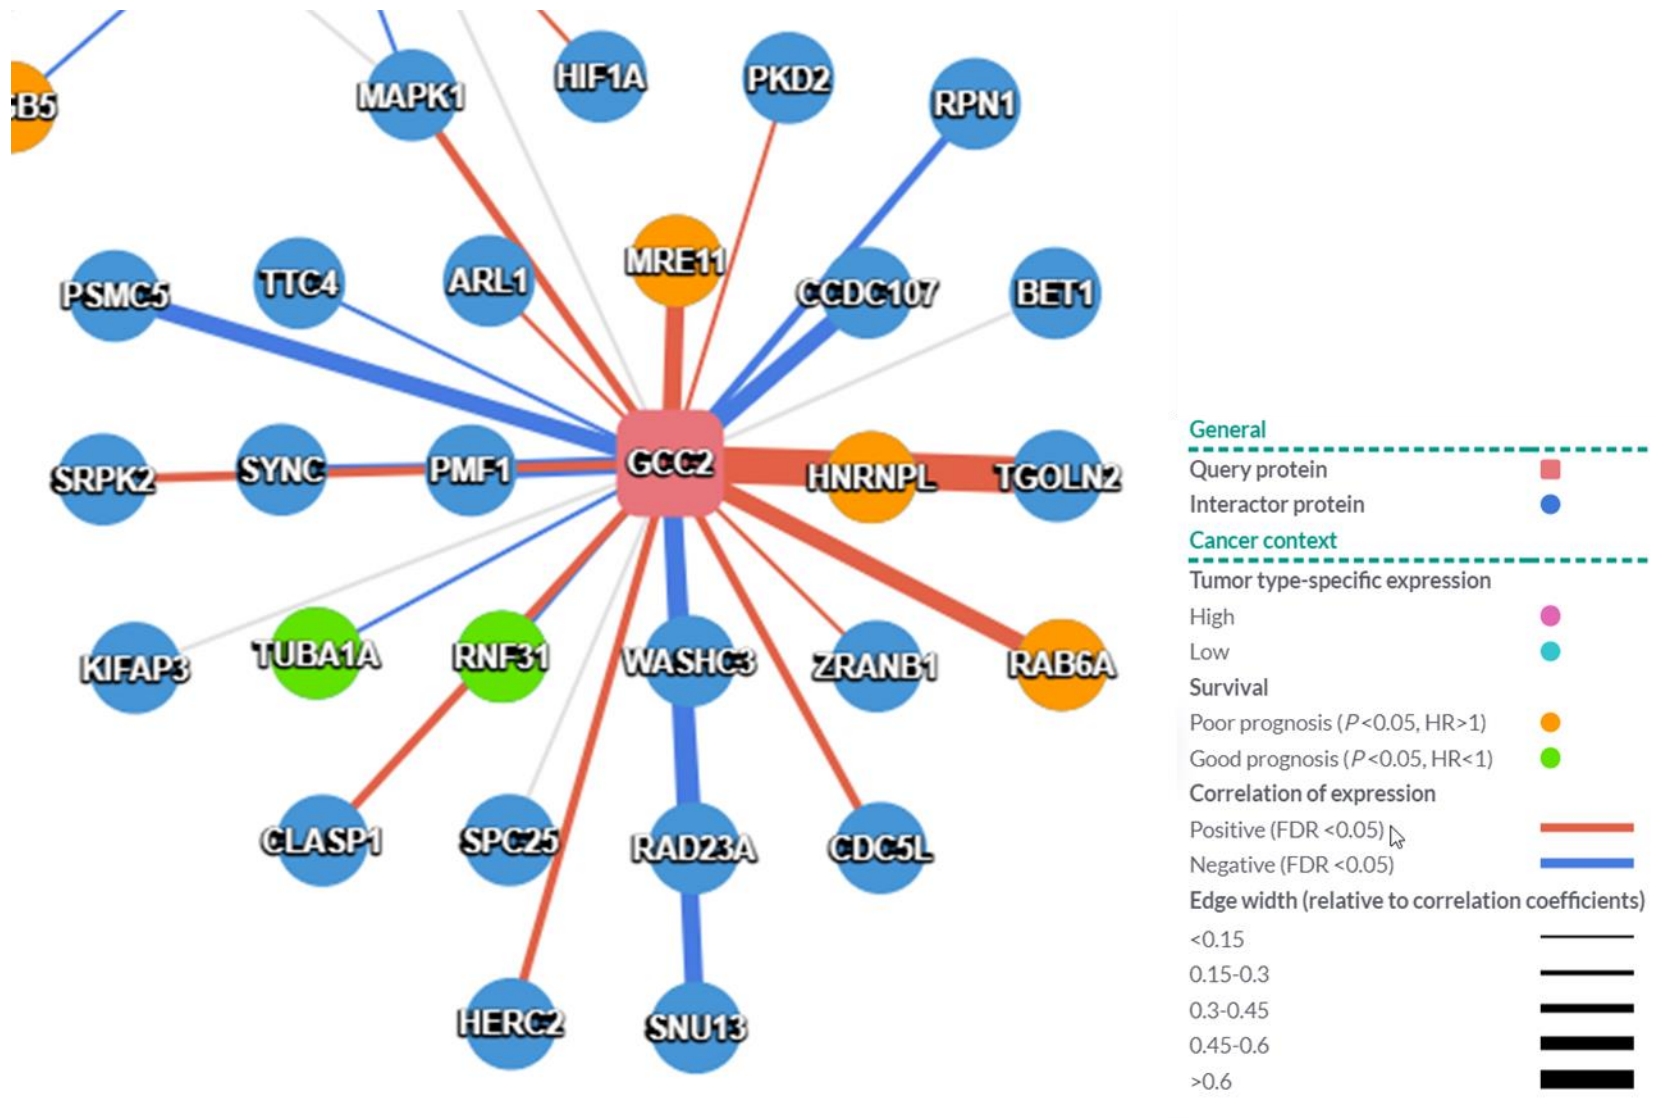 HIF1A
PKD2
MAPK1
RPN1
GB5
MRE11
TTC4
ARL1
PSMC5
CCDC107
BET1
GCC2
SRPK2
SYNC
PMF1
HNRNPL
TGOLN2
KIFAP3
TUBA1A
RNF31
WASHC3
ZRANB1
RAB6A
CLASP1
SPC25
RAD23A
CDC5L
HERC2
SNU13
General
Query protein
Interactor protein
Cancer context
Tumor type-specific expression
High
Low
Survival
Poor prognosis (P<0.05, HR>1)
Good prognosis (P<0.05, HR<1)
Correlation of expression
Positive (FDR <0.05)
Negative (FDR <0.05)
Edge width (relative to correlation coefficients)
<0.15
0.15-0.3
0.3-0.45
0.45-0.6
>0.6